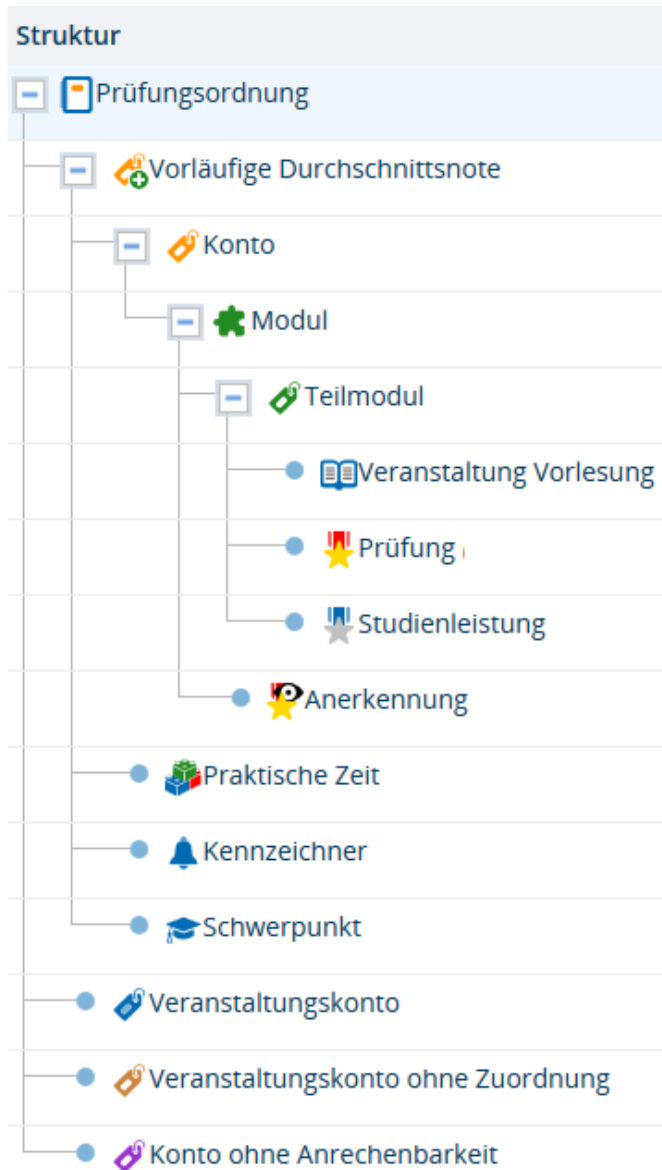 Struktur
Prüfungsordnung
Vorläufige Durchschnittsnote
Konto
Modul
Teilmodul
Veranstaltung Vorlesung
Prüfung
Studienleistung
Anerkennung
Praktische Zeit
Kennzeichner
Schwerpunkt
Veranstaltungskonto
Veranstaltungskonto ohne Zuordnung
Konto ohne Anrechenbarkeit